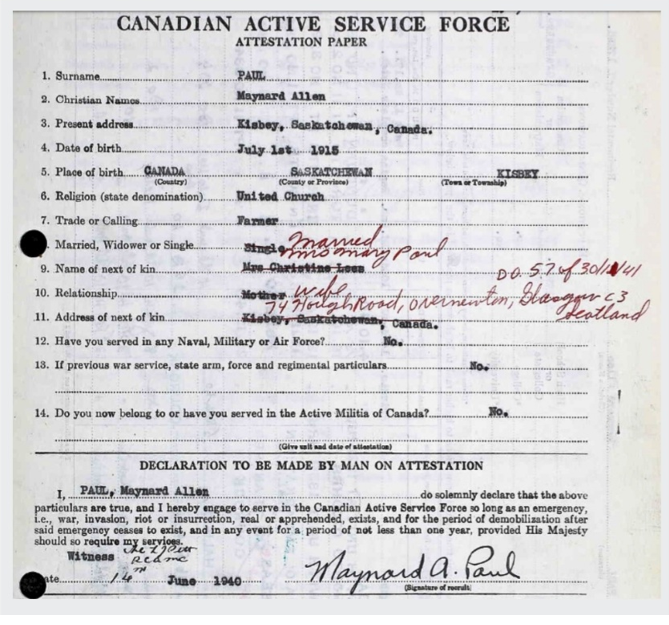 CANADIAN ACTIVE SERVICE FORCE
ATTESTATION PAPER
1. Surname PAUL
2. Christian Names Maynard Allen
3. Present address Kisbey, Saskatchewan, Canada.
4. Date of birth July 1st 1915
5. Place of birth CANADA SASKATCHEWAN KISBEY
(Country) (County or Province) (Town or Township)
6. Religion (state denomination) United Church
7. Trade or Calling Farmer
Married, Widower or Single Single Married
Mrs Mary Paul
9. Name of next of kin Mrs Christine
D.O. 57 of 30/12/41
10. Relationship Mother Wife
74 Road, Overnewton, Glasgow C3
Scotland
11. Address of next of kin Kisbey, Saskatchewan, Canada.
12. Have you served in any Naval, Military or Air Force? No.
13. If previous war service, state arm, force and regimental particulars No.
14. Do you now belong to or have you served in the Active Militia of Canada? No.
(Give unit and date of attestation)
DECLARATION TO BE MADE BY MAN ON ATTESTATION
I, PAUL, Maynard Allen do solemnly declare that the above
particulars are true, and I hereby engage to serve in the Canadian Active Service Force so long as an emergency,
i.e., war, invasion, riot or insurrection, real or apprehended, exists, and for the period of demobilization after
said emergency ceases to exist, and in any event for a period of not less than one year, provided His Majesty
should so require my services.
Witness
ate 14 June 1940 Maynard A. Paul
(Signature of recruit)